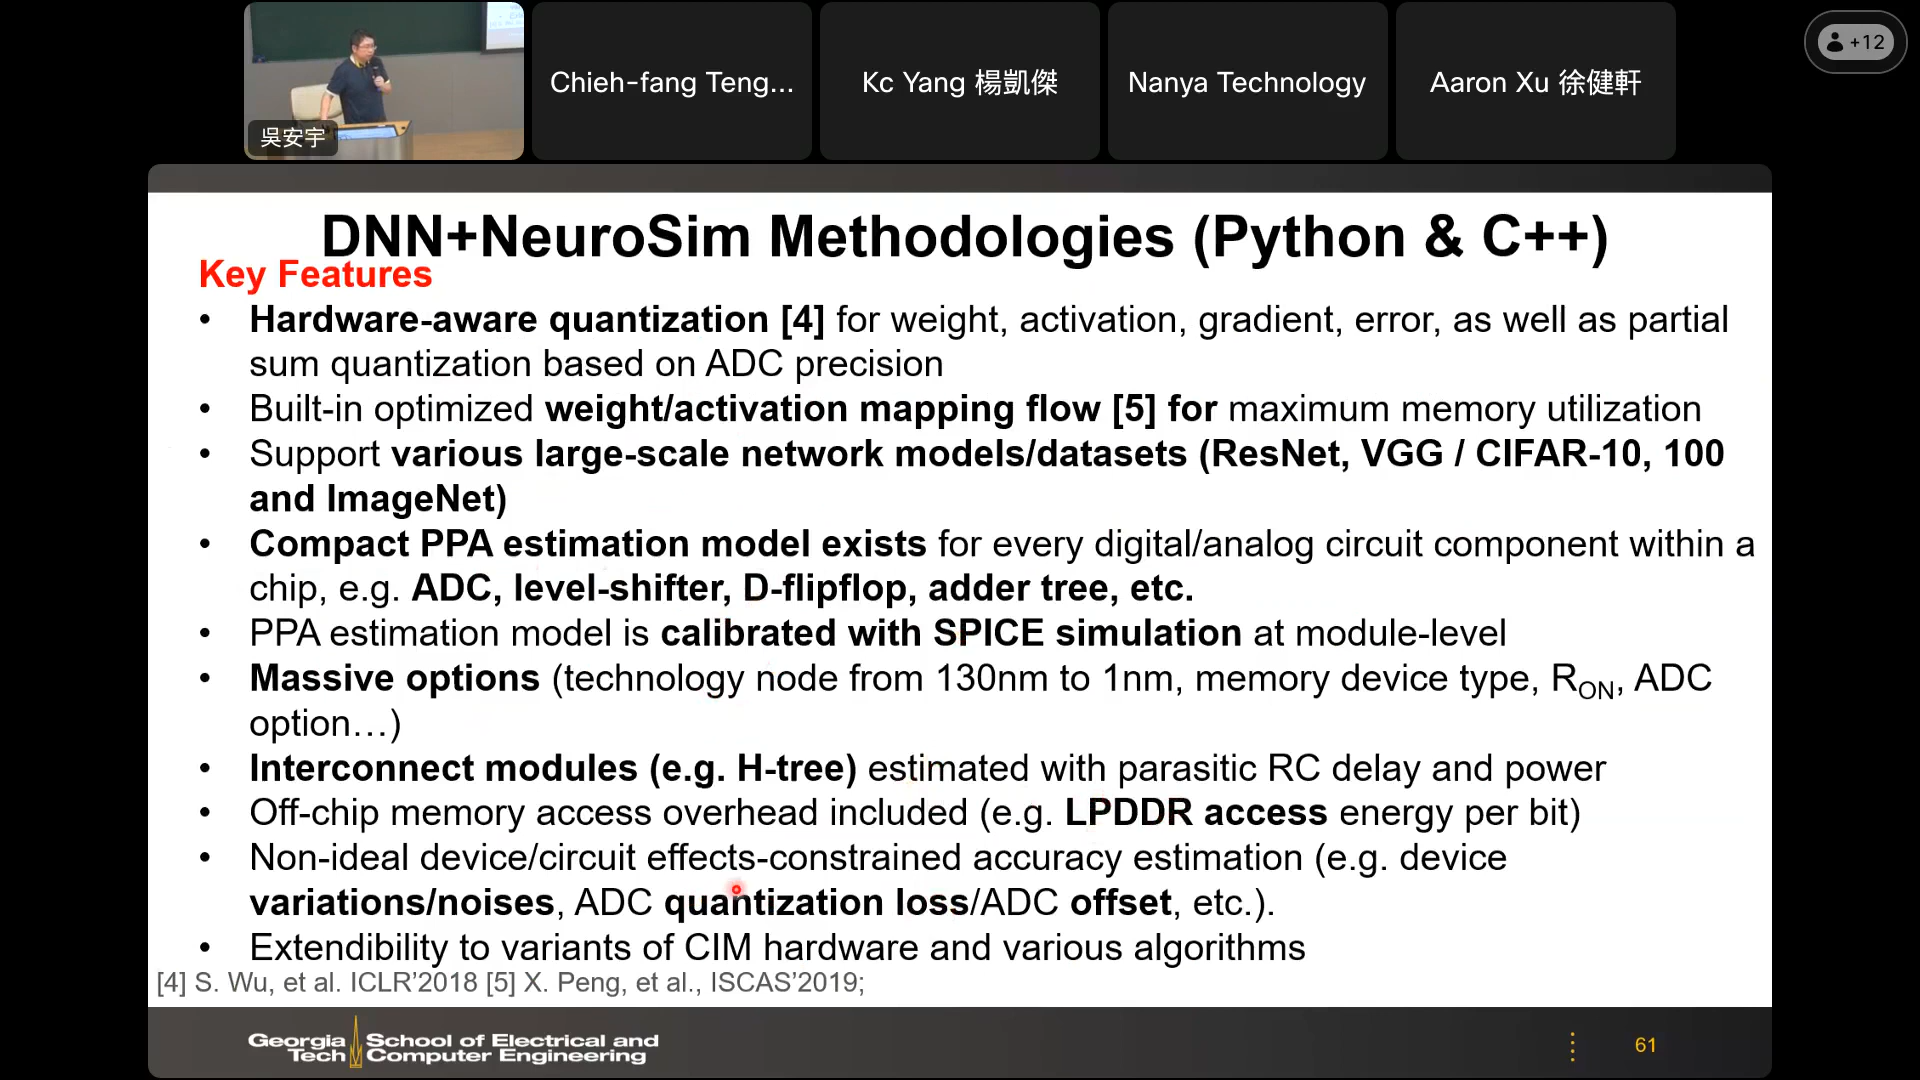 吳安宇
Chieh-fang Teng...
Kc Yang 楊凱傑
Nanya Technology
Aaron Xu 徐健軒
+12
DNN+NeuroSim Methodologies (Python & C++)
Key Features
• Hardware-aware quantization [4] for weight, activation, gradient, error, as well as partial
sum quantization based on ADC precision
• Built-in optimized weight/activation mapping flow [5] for maximum memory utilization
• Support various large-scale network models/datasets (ResNet, VGG / CIFAR-10, 100
and ImageNet)
• Compact PPA estimation model exists for every digital/analog circuit component within a
chip, e.g. ADC, level-shifter, D-flipflop, adder tree, etc.
• PPA estimation model is calibrated with SPICE simulation at module-level
• Massive options (technology node from 130nm to 1nm, memory device type, RON, ADC
option…)
• Interconnect modules (e.g. H-tree) estimated with parasitic RC delay and power
• Off-chip memory access overhead included (e.g. LPDDR access energy per bit)
• Non-ideal device/circuit effects-constrained accuracy estimation (e.g. device
variations/noises, ADC quantization loss/ADC offset, etc.).
• Extendibility to variants of CIM hardware and various algorithms
[4] S. Wu, et al. ICLR’2018 [5] X. Peng, et al., ISCAS’2019;
Georgia Tech School of Electrical and
Computer Engineering
61